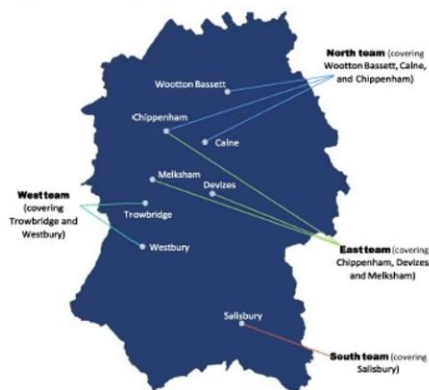 North team (covering
Wootton Bassett, Calne,
and Chippenham)
Wootton Bassett
Chippenham
Calne
Melksham
Devizes
West team
(covering
Trowbridge and
Westbury)
Trowbridge
Westbury
East team (covering
Chippenham, Devizes,
and Melksham)
Salisbury
South team (covering
Salisbury)